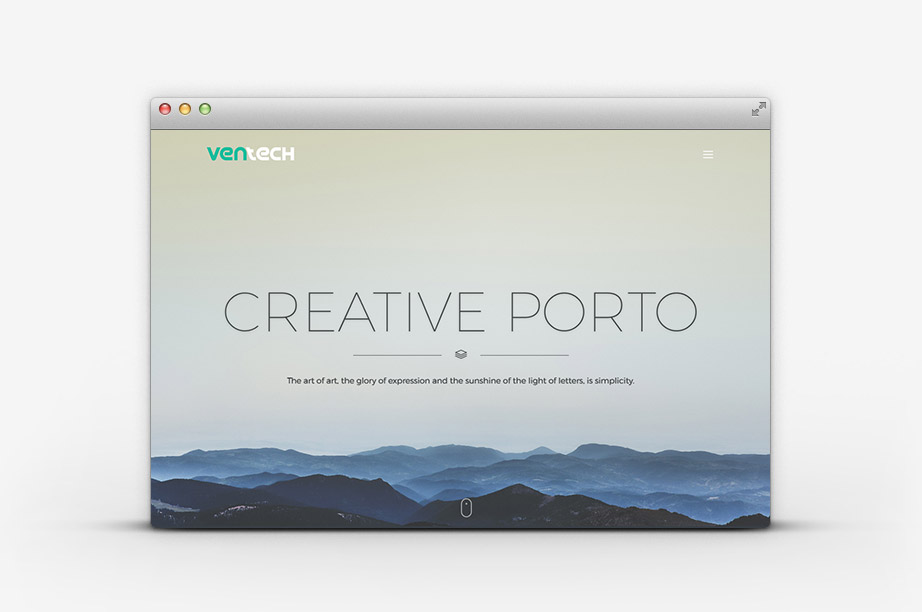 ventech
CREATIVE PORTO
The art of art, the glory of expression and the sunshine of the light of letters, is simplicity.